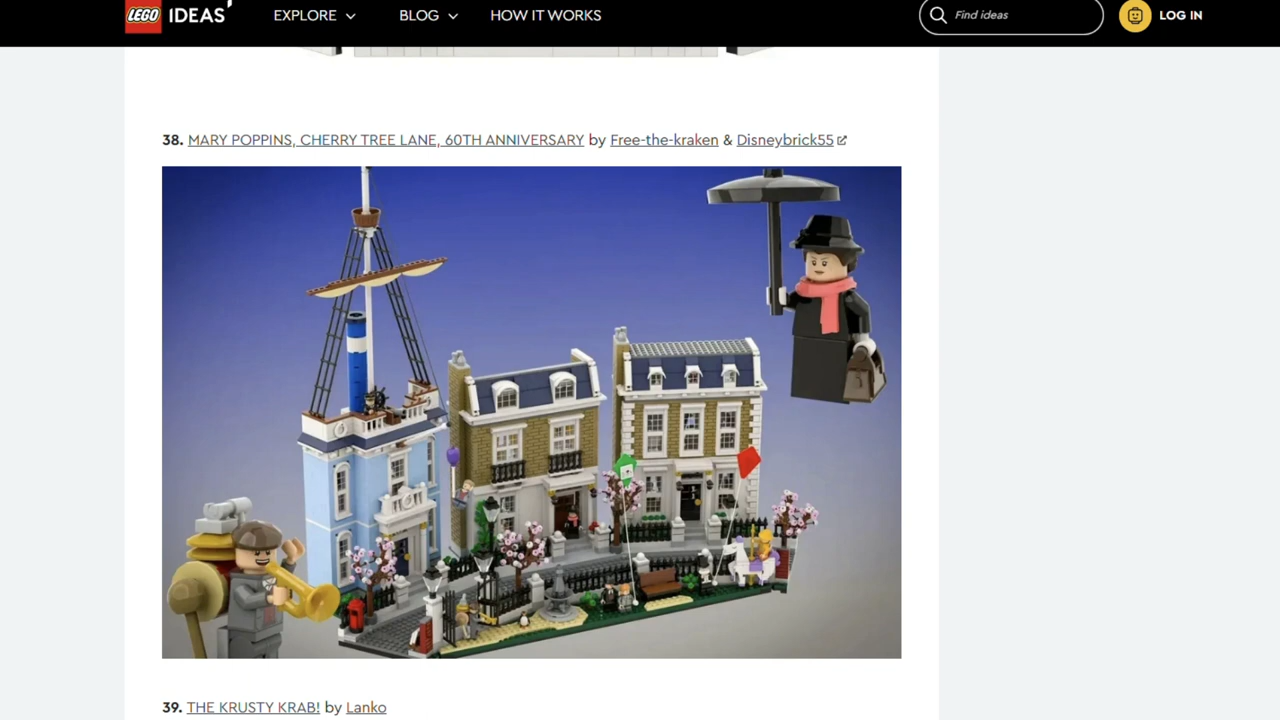 LEGO IDEAS EXPLORE BLOG HOW IT WORKS Find ideas LOG IN
38. MARY POPPINS, CHERRY TREE LANE, 60TH ANNIVERSARY by Free-the-kraken & Disneybrick55
39. THE KRUSTY KRAB! by Lanko